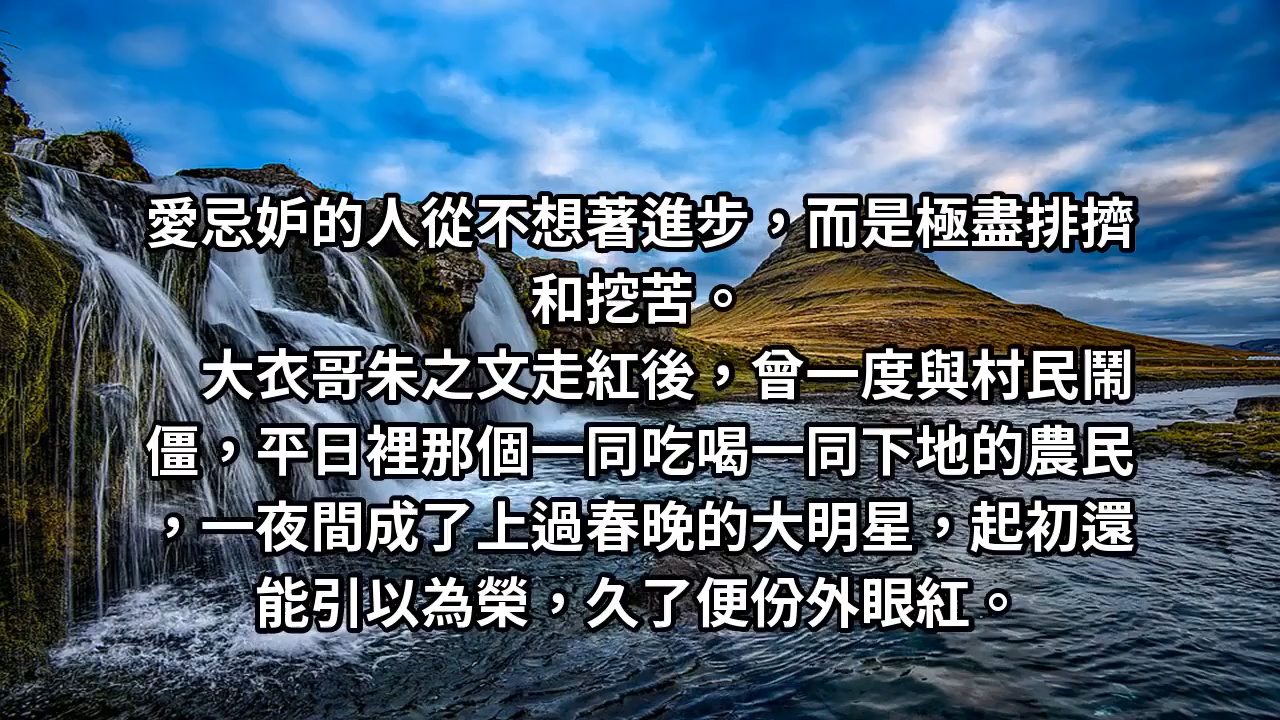 愛忌妒的人從不想著進步，而是極盡排擠
和挖苦。
大衣哥朱之文走紅後，曾一度與村民鬧
僵，平日裡那個一同吃喝一同下地的農民
，一夜間成了上過春晚的大明星，起初還
能引以為榮，久了便份外眼紅。